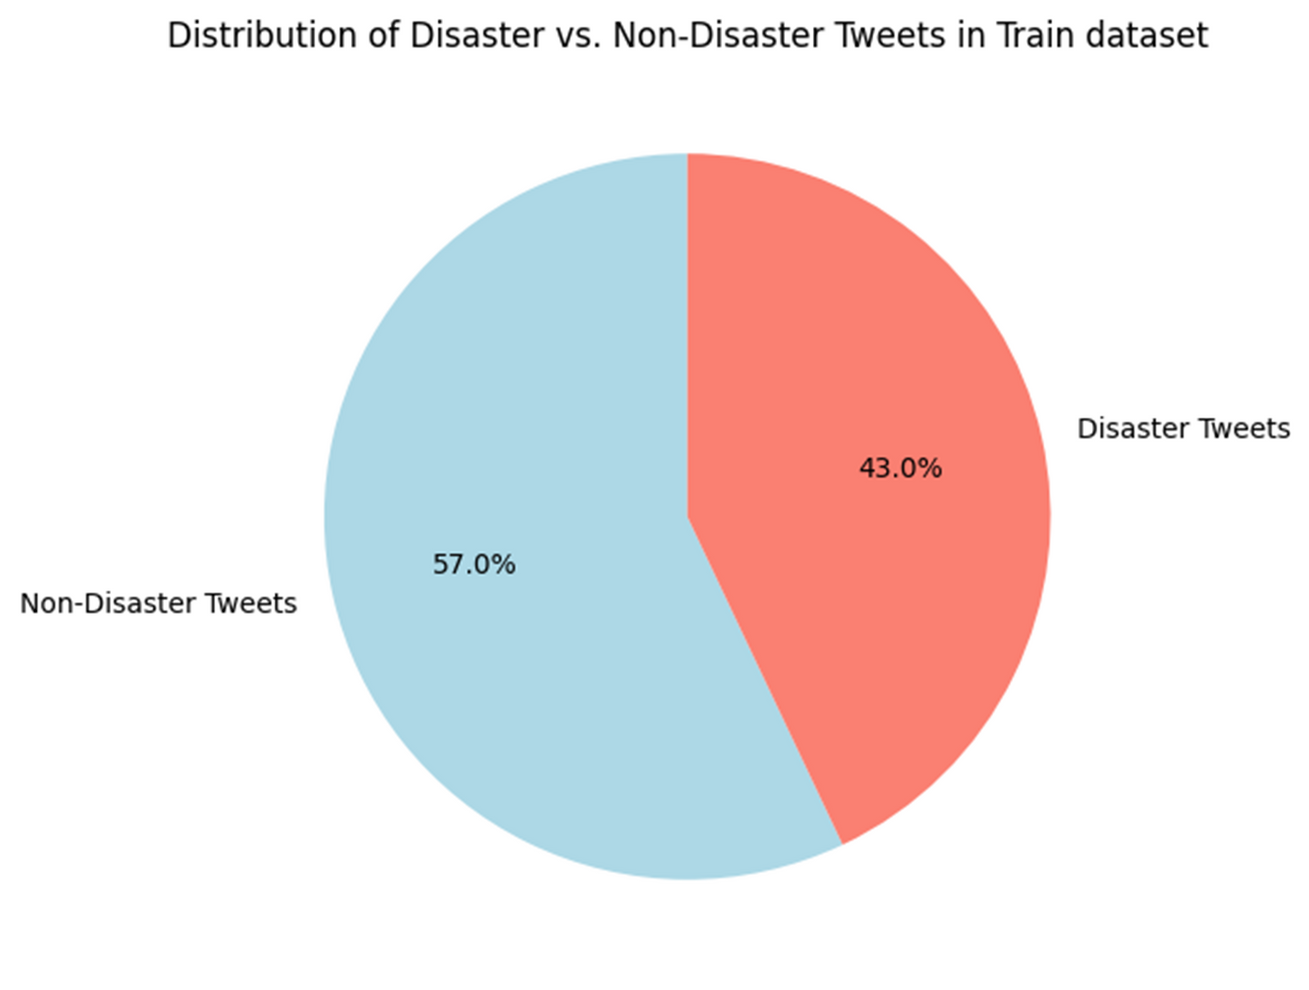 Distribution of Disaster vs. Non-Disaster Tweets in Train dataset
Disaster Tweets
43.0%
57.0%
Non-Disaster Tweets